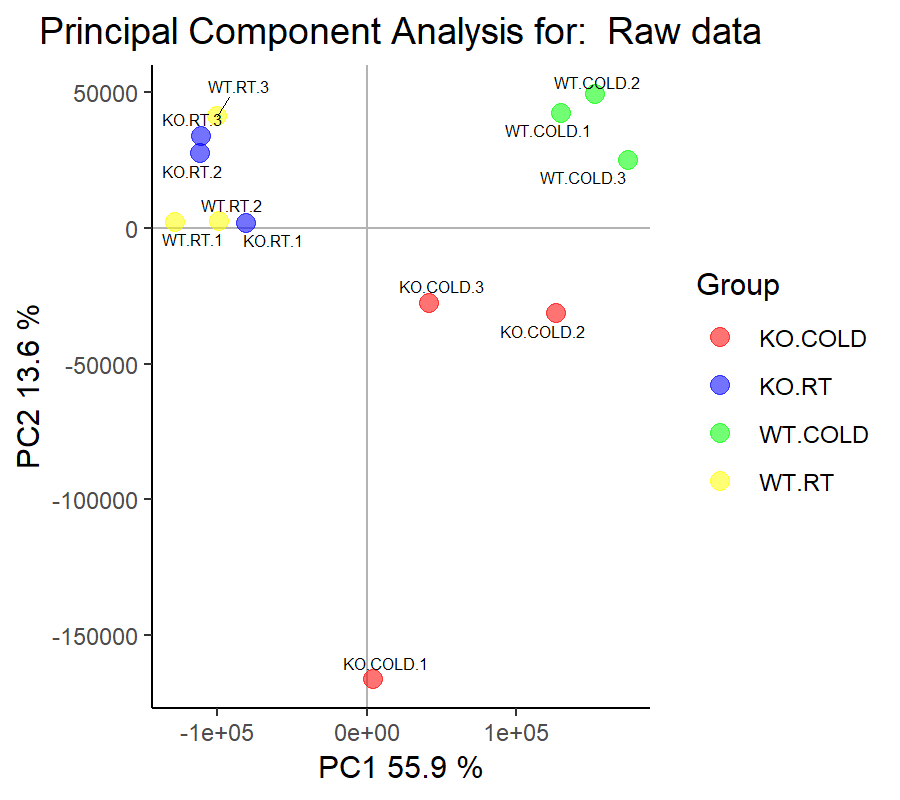 Principal Component Analysis for:  Raw data
PC2 13.6 %
50000
0
-50000
-100000
-150000
WT.RT.3
KO.RT.3
KO.RT.2
WT.RT.2
WT.RT.1
KO.RT.1
WT.COLD.2
WT.COLD.1
WT.COLD.3
KO.COLD.3
KO.COLD.2
KO.COLD.1
-1e+05
0e+00
1e+05
PC1 55.9 %
Group
KO.COLD
KO.RT
WT.COLD
WT.RT